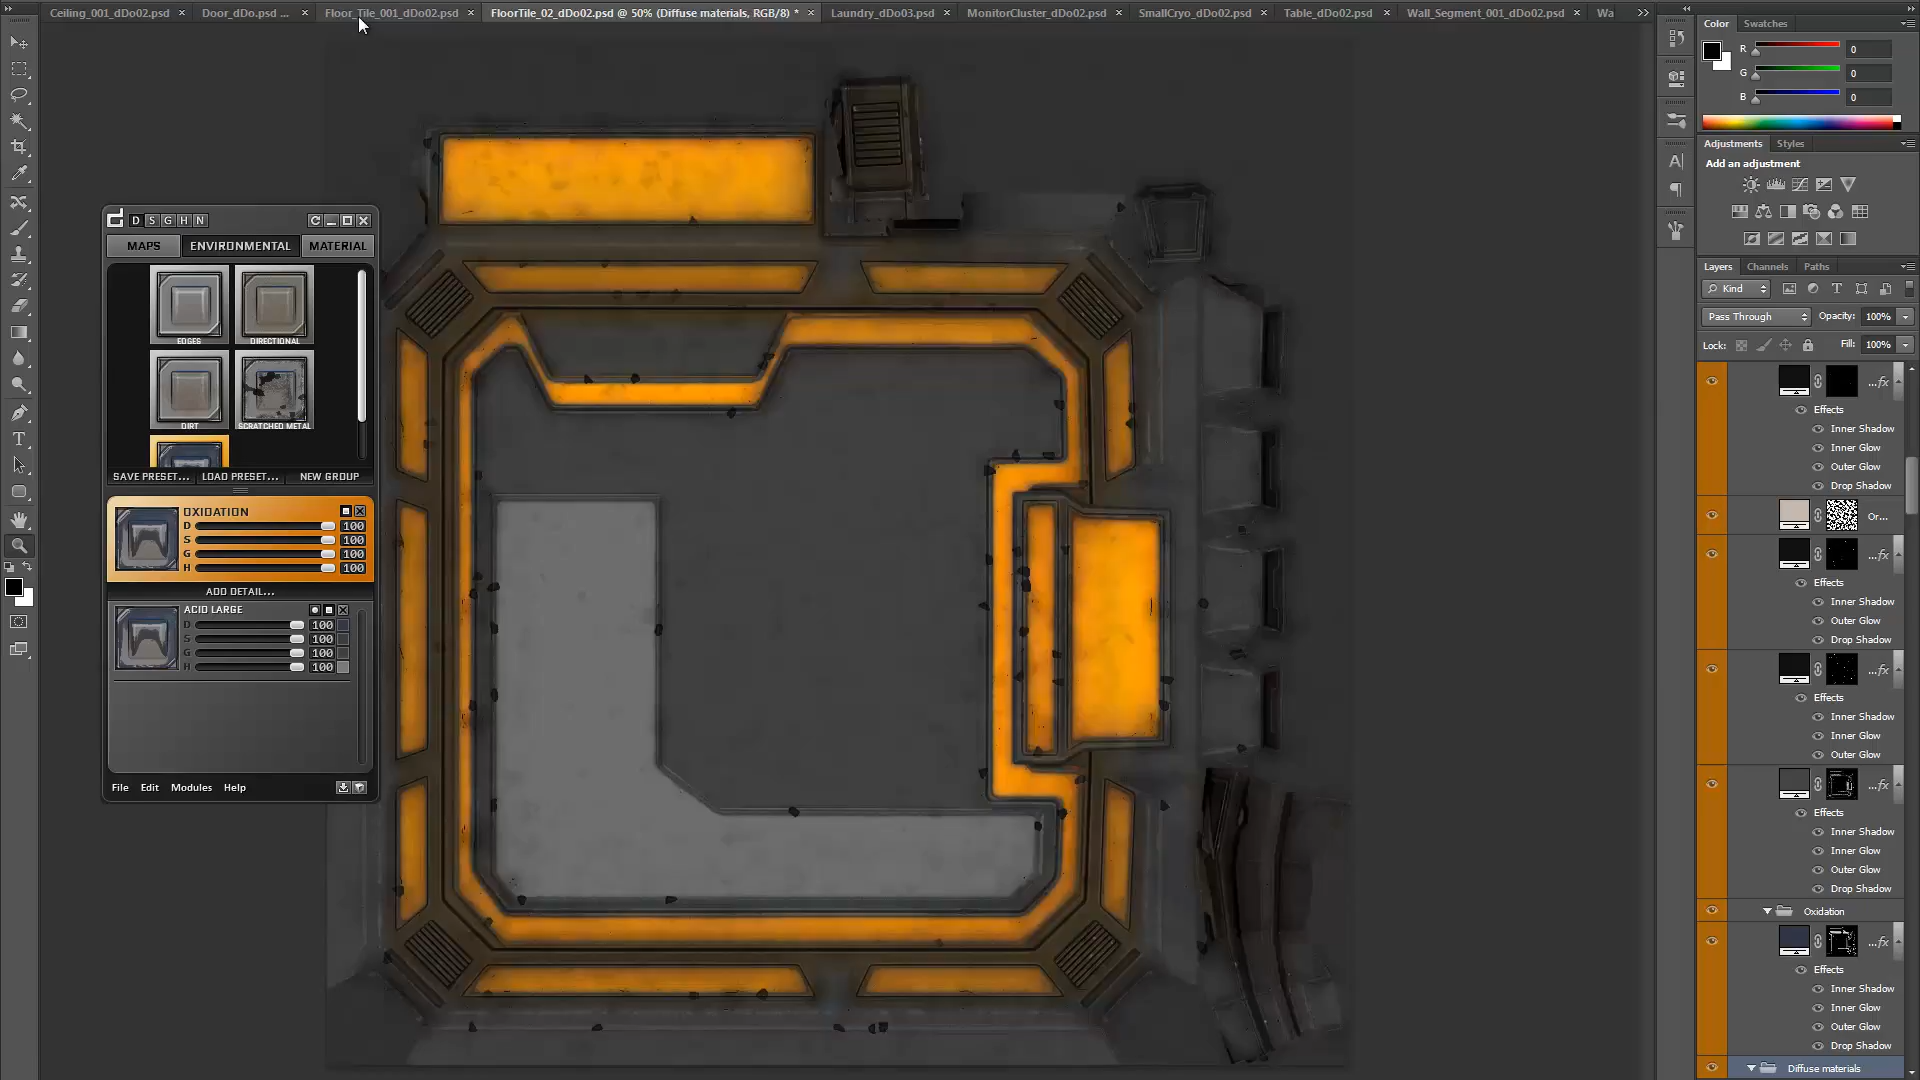 Ceiling_001_dDo02.psd × Door_dDo.psd ... × Floor_Tile_001_dDo02.psd × FloorTile_02_dDo02.psd @ 50% (Diffuse materials, RGB/8) * × Laundry_dDo03.psd × MonitorCluster_dDo02.psd × SmallCryo_dDo02.psd × Table_dDo02.psd × Wall_Segment_001_dDo02.psd × Wa
D S G H N
MAPS ENVIRONMENTAL MATERIAL
EDGES DIRECTIONAL
DIRT SCRATCHED METAL
SAVE PRESET... LOAD PRESET... NEW GROUP
OXIDATION
D 100
S 100
G 100
H 100
ADD DETAIL...
ACID LARGE
D 100
S 100
G 100
H 100
File Edit Modules Help
Color Swatches
R 0
G 0
B 0
Adjustments Styles
Add an adjustment
Layers Channels Paths
Kind
Pass Through Opacity: 100%
Lock: Fill: 100%
...fx
Effects
Inner Shadow
Inner Glow
Outer Glow
Drop Shadow
Or...
...fx
Effects
Inner Shadow
Outer Glow
Drop Shadow
...fx
Effects
Inner Shadow
Inner Glow
Outer Glow
...fx
Effects
Inner Shadow
Inner Glow
Outer Glow
Drop Shadow
Oxidation
...fx
Effects
Inner Shadow
Inner Glow
Outer Glow
Drop Shadow
Diffuse materials